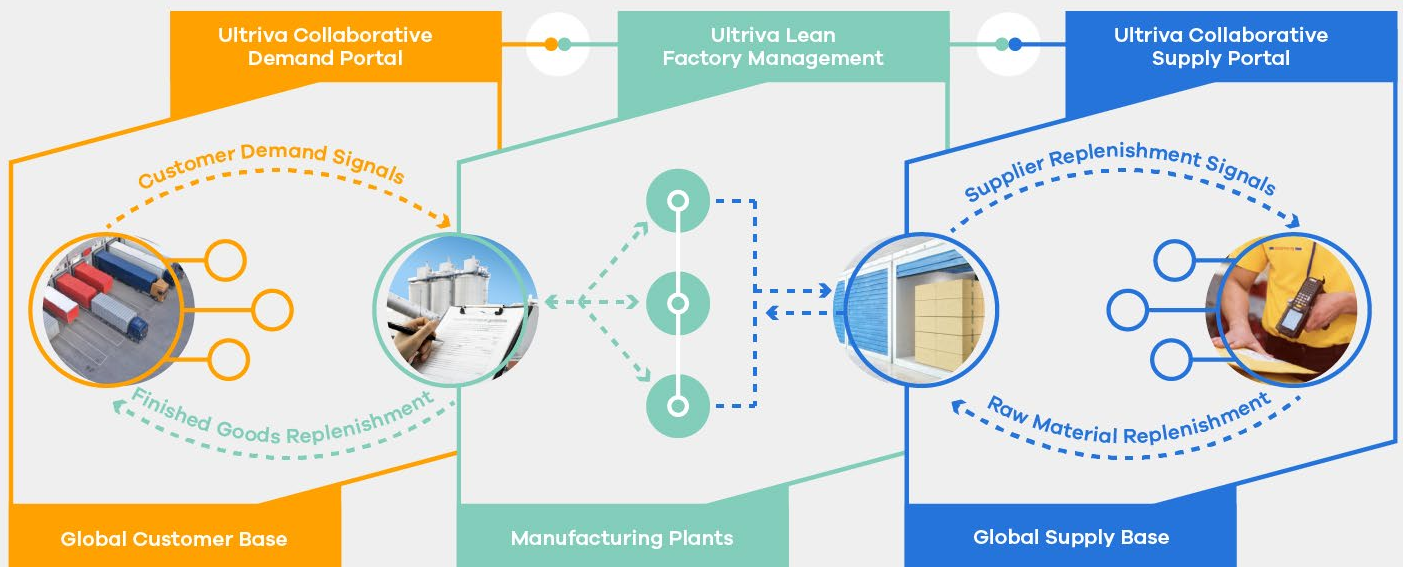 Ultriva Collaborative
Demand Portal
Ultriva Lean
Factory Management
Ultriva Collaborative
Supply Portal
Customer Demand Signals
Supplier Replenishment Signals
Finished Goods Replenishment
Raw Material Replenishment
Global Customer Base
Manufacturing Plants
Global Supply Base